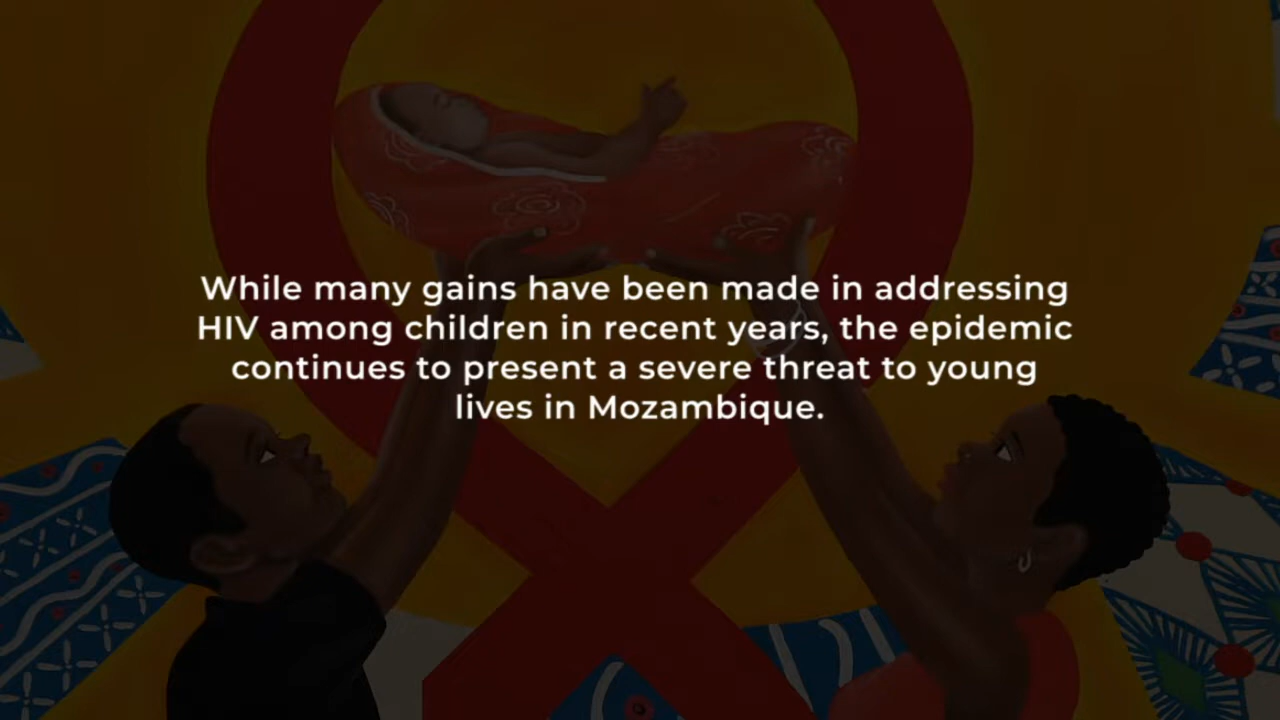 While many gains have been made in addressing
HIV among children in recent years, the epidemic
continues to present a severe threat to young
lives in Mozambique.